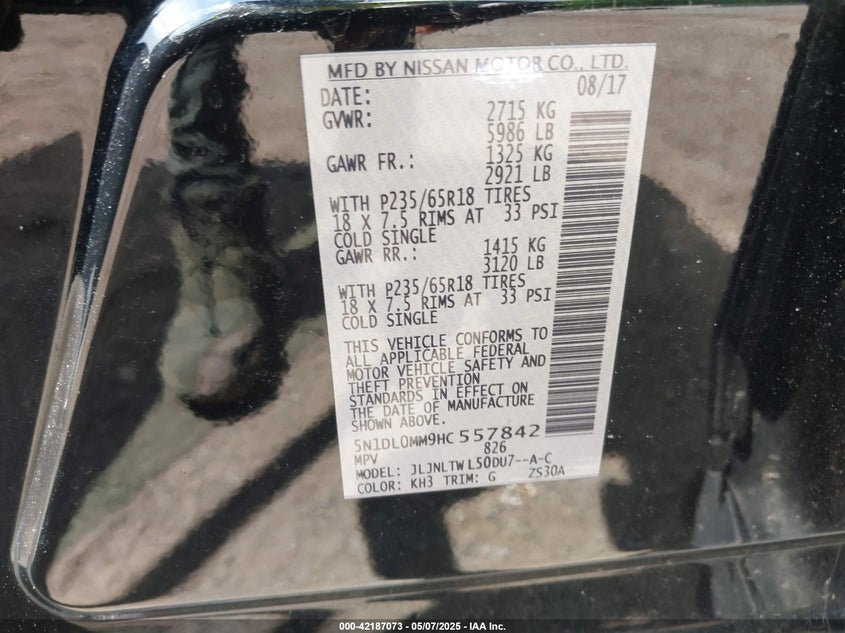 MFD BY NISSAN MOTOR CO., LTD.
DATE: 08/17
GVWR: 2715 KG
5986 LB
GAWR FR.: 1325 KG
2921 LB
WITH P235/65R18 TIRES
18 X 7.5 RIMS AT 33 PSI
COLD SINGLE
GAWR RR.: 1415 KG
3120 LB
WITH P235/65R18 TIRES
18 X 7.5 RIMS AT 33 PSI
COLD SINGLE
THIS VEHICLE CONFORMS TO
ALL APPLICABLE FEDERAL
MOTOR VEHICLE SAFETY AND
THEFT PREVENTION
STANDARDS IN EFFECT ON
THE DATE OF MANUFACTURE
SHOWN ABOVE.
5N1DL0MM9HC557842
MPV 826
MODEL: JLJNLTWL50DU7--A-C
COLOR: KH3 TRIM: G ZS30A
000-42187073 - 05/07/2025 - IAA Inc.